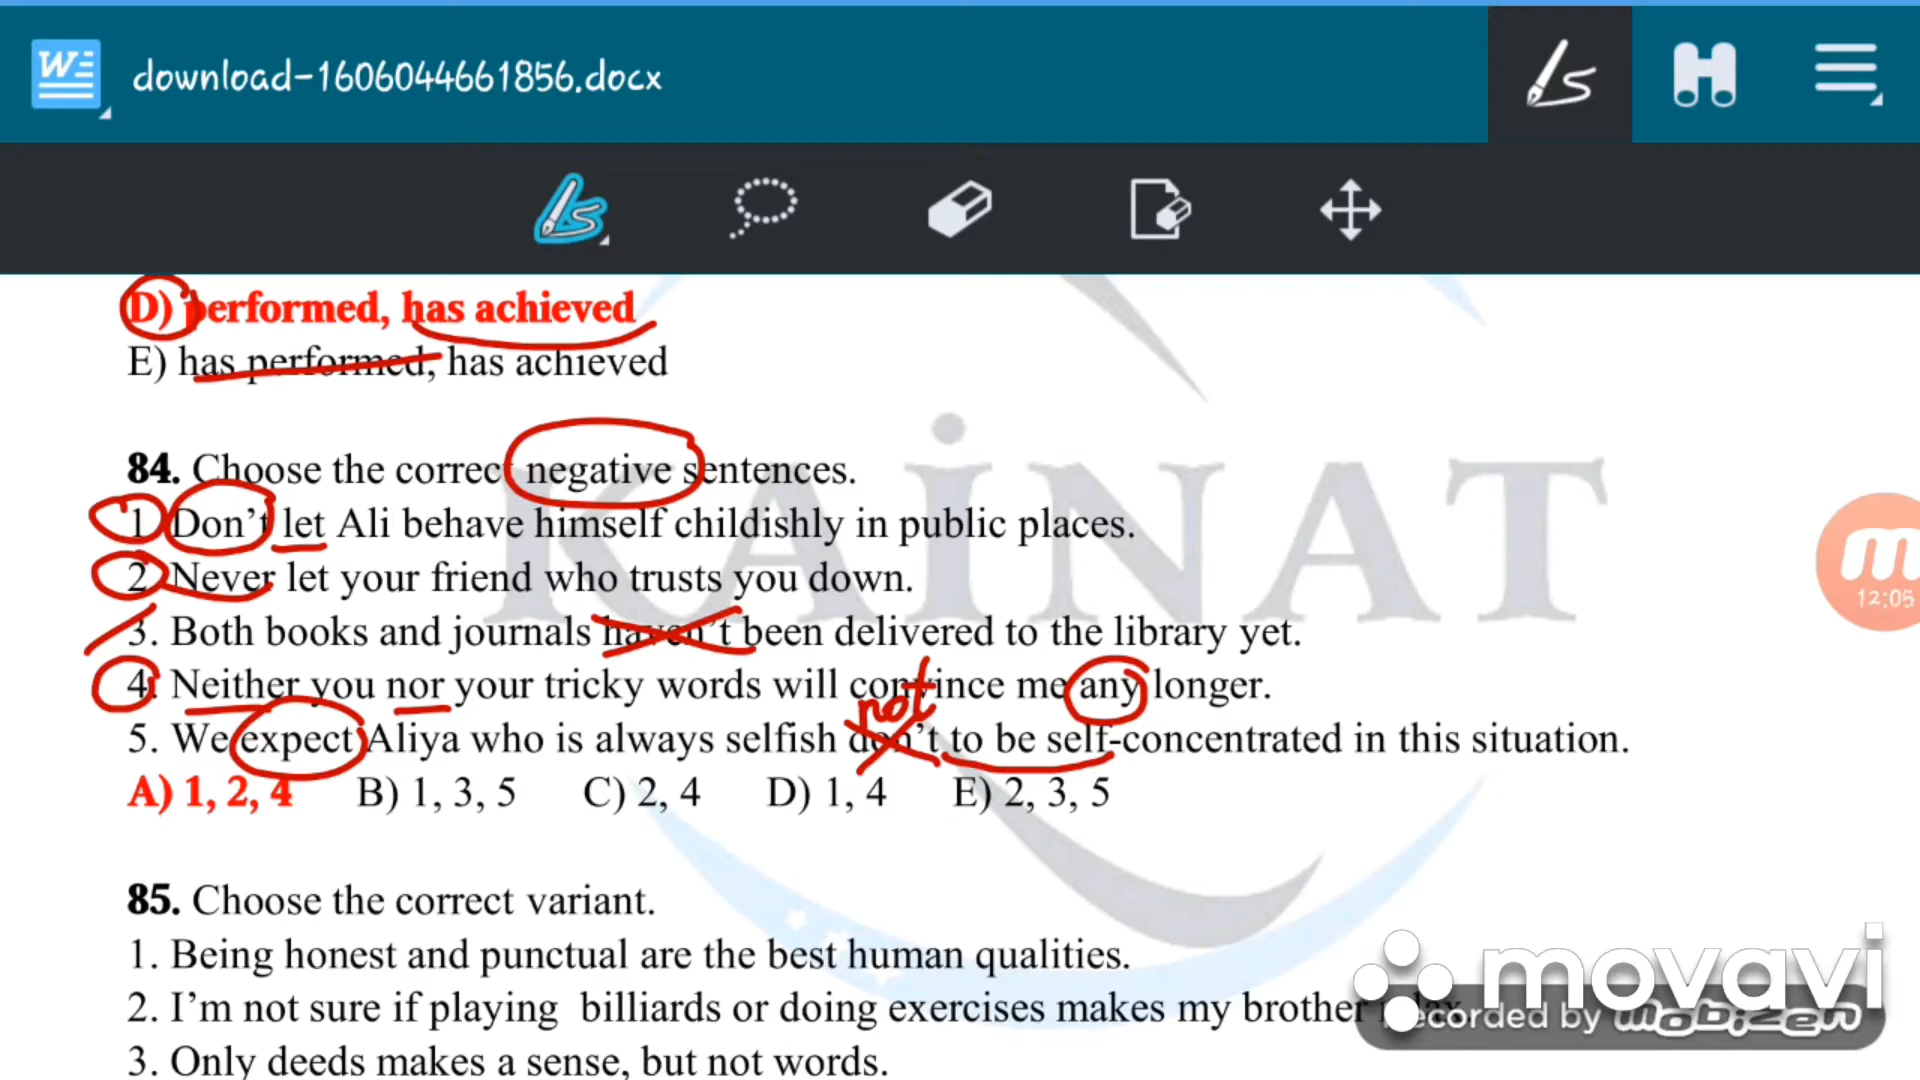 download-1606044661856.docx
D) performed, has achieved
E) has performed, has achieved
84. Choose the correct negative sentences.
1 Don't let Ali behave himself childishly in public places.
2. Never let your friend who trusts you down.
3. Both books and journals haven't been delivered to the library yet.
4. Neither you nor your tricky words will convince me any longer.
not
5. We expect Aliya who is always selfish don't to be self-concentrated in this situation.
A) 1, 2, 4 B) 1, 3, 5 C) 2, 4 D) 1, 4 E) 2, 3, 5
85. Choose the correct variant.
1. Being honest and punctual are the best human qualities.
2. I'm not sure if playing billiards or doing exercises makes my brother
3. Only deeds makes a sense, but not words.
KAİNAT
12:05
movavi
recorded by mobizen